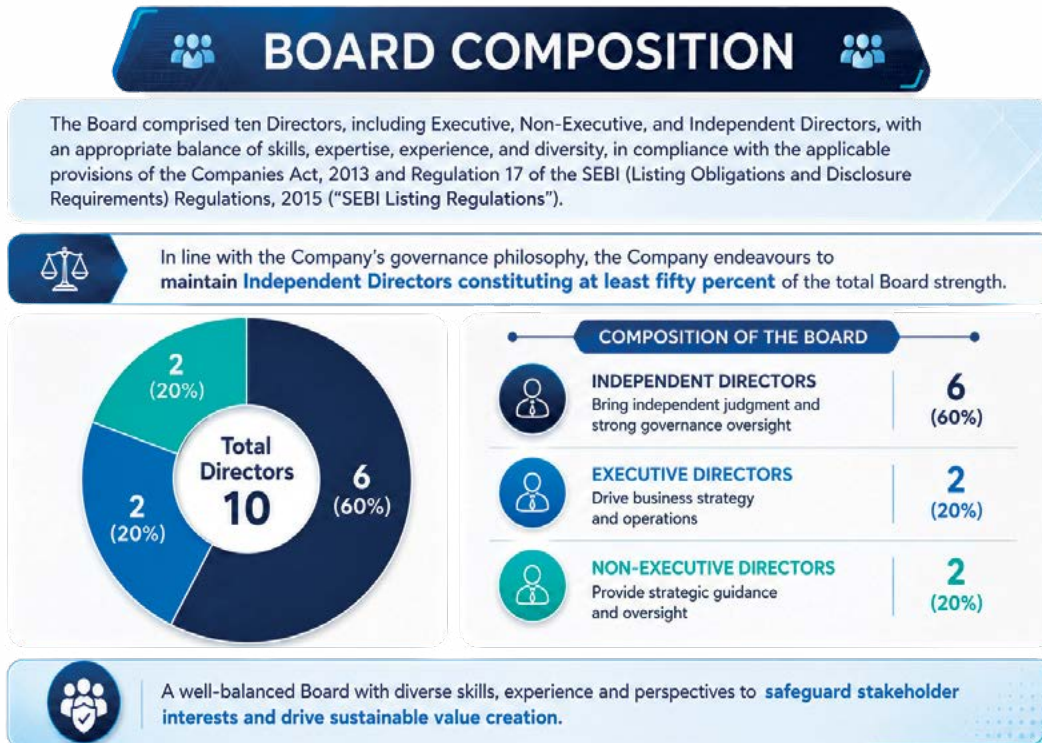 BOARD COMPOSITION
The Board comprised ten Directors, including Executive, Non-Executive, and Independent Directors, with
an appropriate balance of skills, expertise, experience, and diversity, in compliance with the applicable
provisions of the Companies Act, 2013 and Regulation 17 of the SEBI (Listing Obligations and Disclosure
Requirements) Regulations, 2015 (“SEBI Listing Regulations”).
In line with the Company’s governance philosophy, the Company endeavours to
maintain Independent Directors constituting at least fifty percent of the total Board strength.
2
(20%)
2
(20%)
Total
Directors
10
6
(60%)
COMPOSITION OF THE BOARD
INDEPENDENT DIRECTORS
Bring independent judgment and
strong governance oversight
6
(60%)
EXECUTIVE DIRECTORS
Drive business strategy
and operations
2
(20%)
NON-EXECUTIVE DIRECTORS
Provide strategic guidance
and oversight
2
(20%)
A well-balanced Board with diverse skills, experience and perspectives to safeguard stakeholder
interests and drive sustainable value creation.